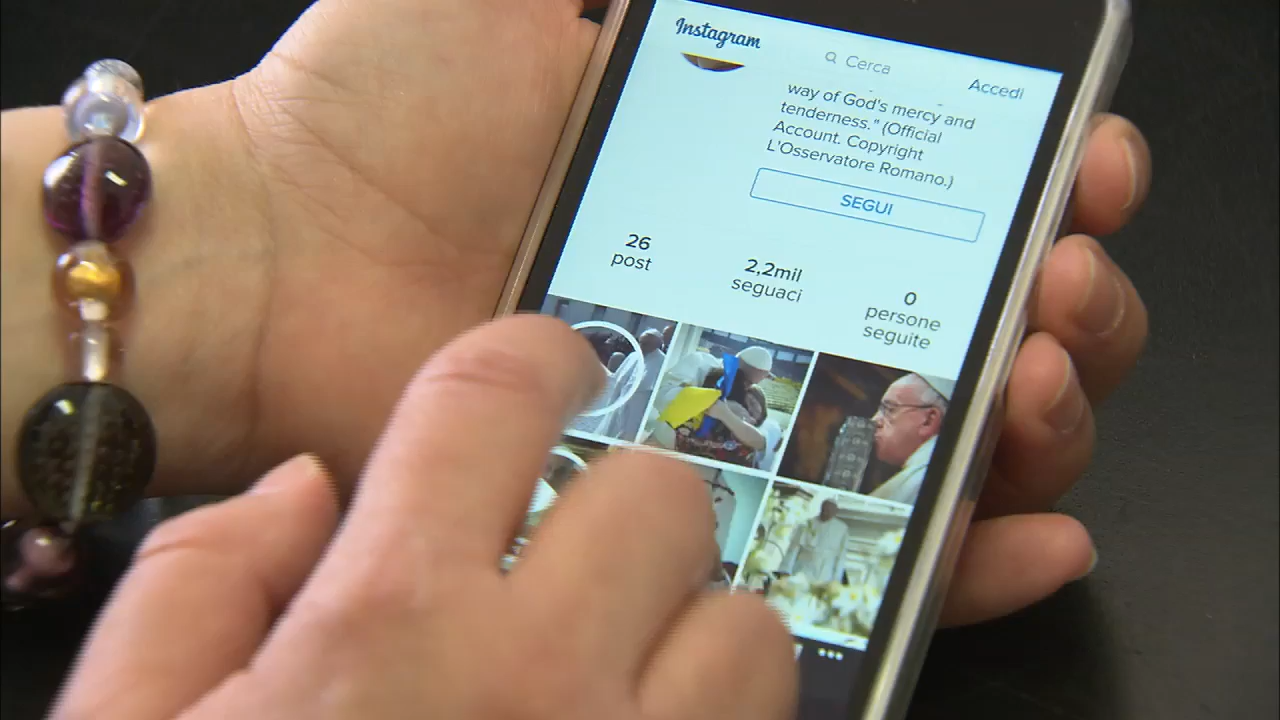 Instagram
Cerca
Accedi
way of God's mercy and
tenderness." (Official
Account. Copyright
L'Osservatore Romano.)
SEGUI
26
post
2,2mil
seguaci
0
persone
seguite